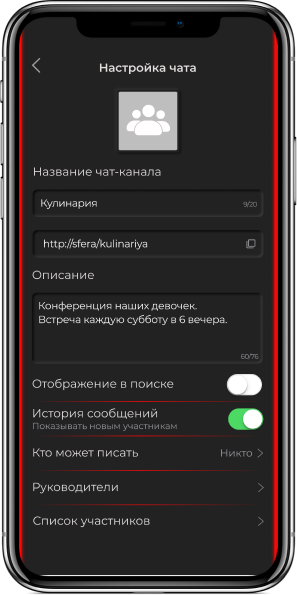 Настройка чата
Название чат-канала
Кулинария
9/20
http://sfera/kulinariya
Описание
Конференция наших девочек.
Встреча каждую субботу в 6 вечера.
60/76
Отображение в поиске
История сообщений
Показывать новым участникам
Кто может писать Никто
Руководители
Список участников